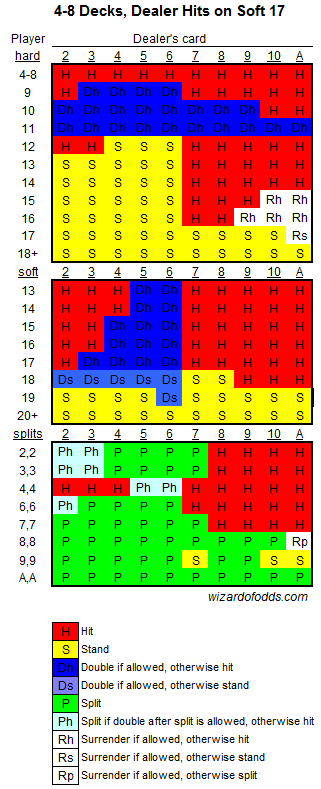 4-8 Decks, Dealer Hits on Soft 17
Player Dealer's card
hard 2 3 4 5 6 7 8 9 10 A
4-8 H H H H H H H H H H
9 H Dh Dh Dh Dh H H H H H
10 Dh Dh Dh Dh Dh Dh Dh Dh H H
11 Dh Dh Dh Dh Dh Dh Dh Dh Dh Dh
12 H H S S S H H H H H
13 S S S S S H H H H H
14 S S S S S H H H H H
15 S S S S S H H H Rh Rh
16 S S S S S H H Rh Rh Rh
17 S S S S S S S S S Rs
18+ S S S S S S S S S S
soft 2 3 4 5 6 7 8 9 10 A
13 H H H Dh Dh H H H H H
14 H H H Dh Dh H H H H H
15 H H Dh Dh Dh H H H H H
16 H H Dh Dh Dh H H H H H
17 H Dh Dh Dh Dh H H H H H
18 Ds Ds Ds Ds Ds S S H H H
19 S S S S Ds S S S S S
20+ S S S S S S S S S S
splits 2 3 4 5 6 7 8 9 10 A
2,2 Ph Ph P P P P H H H H
3,3 Ph Ph P P P P H H H H
4,4 H H H Ph Ph H H H H H
6,6 Ph P P P P H H H H H
7,7 P P P P P P H H H H
8,8 P P P P P P P P P Rp
9,9 P P P P P S P P S S
A,A P P P P P P P P P P
wizardofodds.com
H Hit
S Stand
Dh Double if allowed, otherwise hit
Ds Double if allowed, otherwise stand
P Split
Ph Split if double after split is allowed, otherwise hit
Rh Surrender if allowed, otherwise hit
Rs Surrender if allowed, otherwise stand
Rp Surrender if allowed, otherwise split